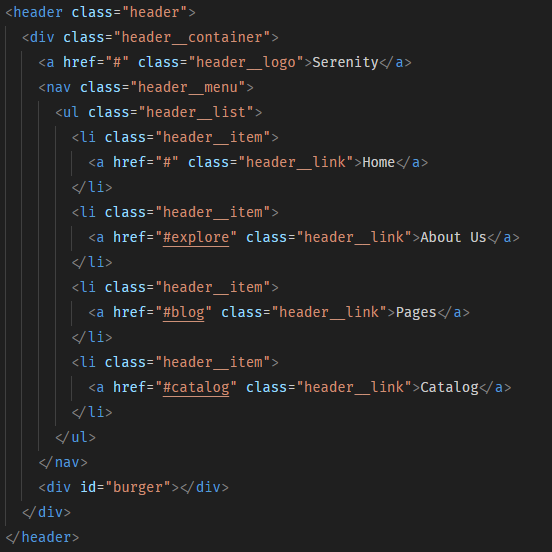 <header class="header">
<div class="header__container">
<a href="#" class="header__logo">Serenity</a>
<nav class="header__menu">
<ul class="header__list">
<li class="header__item">
<a href="#" class="header__link">Home</a>
</li>
<li class="header__item">
<a href="#explore" class="header__link">About Us</a>
</li>
<li class="header__item">
<a href="#blog" class="header__link">Pages</a>
</li>
<li class="header__item">
<a href="#catalog" class="header__link">Catalog</a>
</li>
</ul>
</nav>
<div id="burger"></div>
</div>
</header>